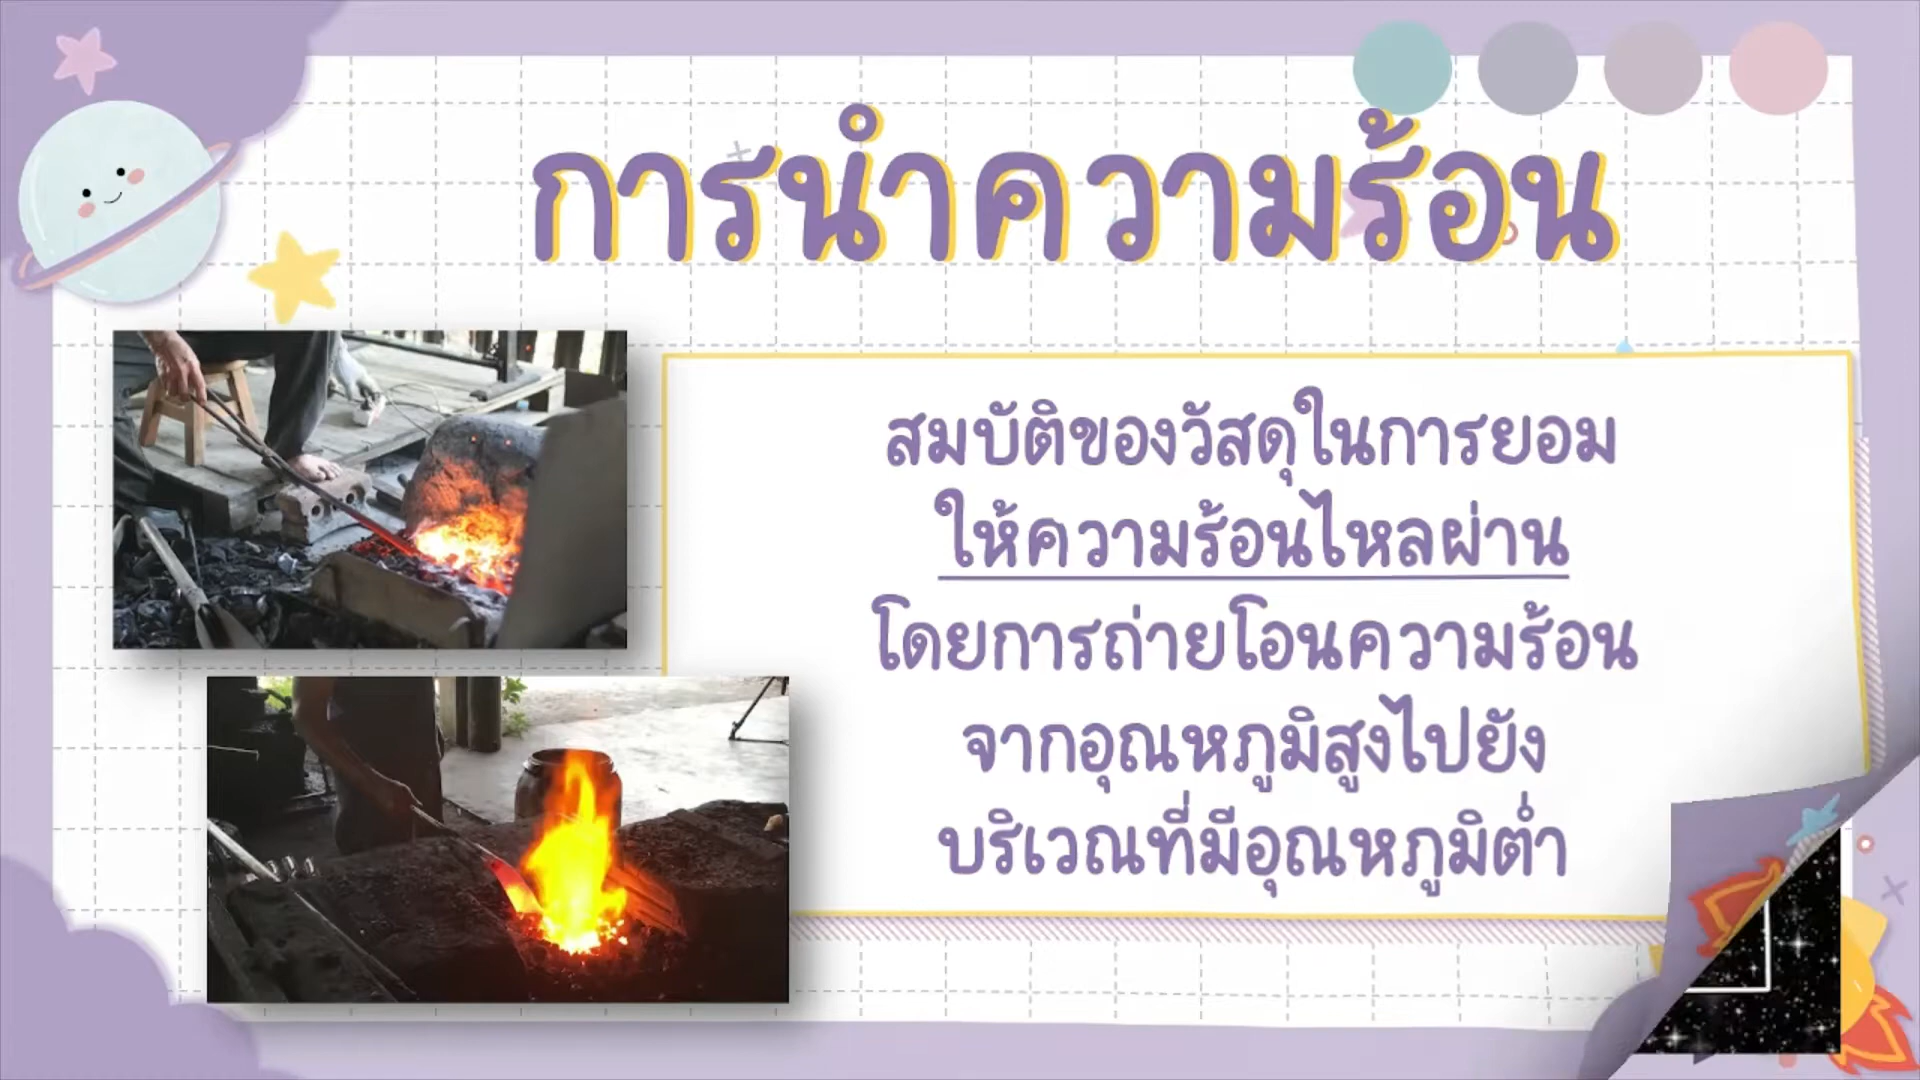 การนำความร้อน
สมบัติของวัสดุในการยอม
ให้ความร้อนไหลผ่าน
โดยการถ่ายโอนความร้อน
จากอุณหภูมิสูงไปยัง
บริเวณที่มีอุณหภูมิต่ำ